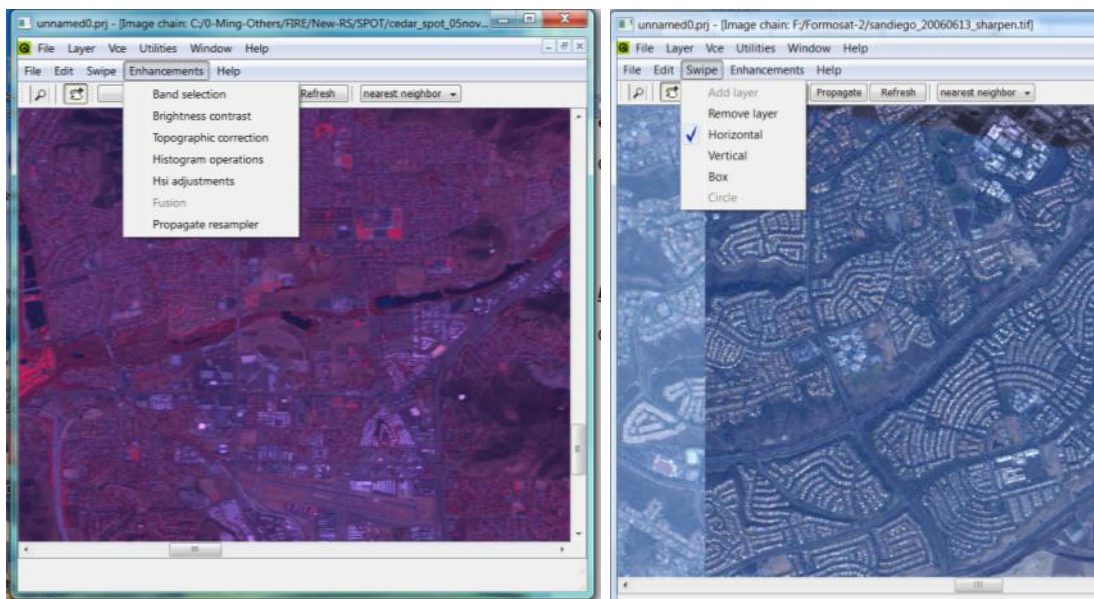 unnamed0.prj - [Image chain: C:/0-Ming-Others/FIRE/New-RS/SPOT/cedar_spot_05nov...
File Layer Vce Utilities Window Help
File Edit Swipe Enhancements Help
Refresh nearest neighbor
Band selection
Brightness contrast
Topographic correction
Histogram operations
Hsi adjustments
Fusion
Propagate resampler
unnamed0.prj - [Image chain: F:/Formosat-2/sandiego_20060613_sharpen.tif]
File Layer Vce Utilities Window Help
File Edit Swipe Enhancements Help
Propagate Refresh nearest neighbor
Add layer
Remove layer
Horizontal
Vertical
Box
Circle